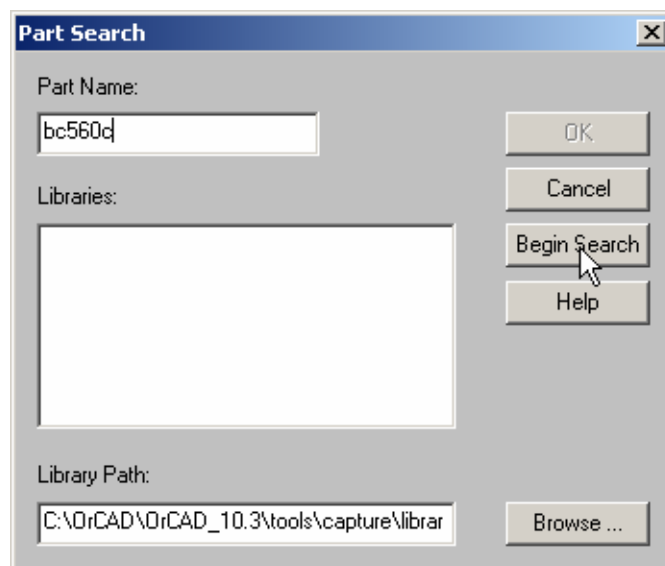 Part Search
Part Name:
bc560c
OK
Cancel
Libraries:
Begin Search
Help
Library Path:
C:\OrCAD\OrCAD_10.3\tools\capture\librar
Browse ...